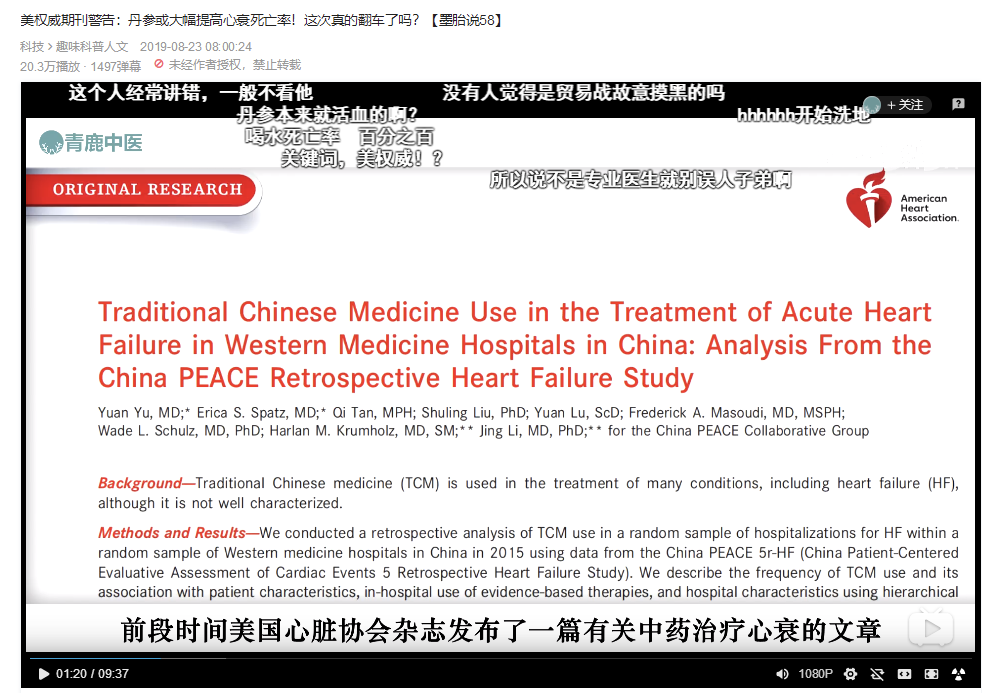 美权威期刊警告：丹参或大幅提高心衰死亡率！这次真的翻车了吗？【墨胎说58】
科技 > 趣味科普人文 2019-08-23 08:00:24
20.3万播放 · 1497弹幕 未经作者授权，禁止转载
这个人经常讲错，一般不看他
没有人觉得是贸易战故意摸黑的吗
+ 关注
丹参本来就活血的啊？
hhhhhh开始洗地
喝水死亡率 百分之百
青鹿中医
关键词，美权威！？
所以说不是专业医生就别误人子弟啊
ORIGINAL RESEARCH
American
Heart
Association.
Traditional Chinese Medicine Use in the Treatment of Acute Heart
Failure in Western Medicine Hospitals in China: Analysis From the
China PEACE Retrospective Heart Failure Study
Yuan Yu, MD;* Erica S. Spatz, MD;* Qi Tan, MPH; Shuling Liu, PhD; Yuan Lu, ScD; Frederick A. Masoudi, MD, MSPH;
Wade L. Schulz, MD, PhD; Harlan M. Krumholz, MD, SM;** Jing Li, MD, PhD;** for the China PEACE Collaborative Group
Background—Traditional Chinese medicine (TCM) is used in the treatment of many conditions, including heart failure (HF),
although it is not well characterized.
Methods and Results—We conducted a retrospective analysis of TCM use in a random sample of hospitalizations for HF within a
random sample of Western medicine hospitals in China in 2015 using data from the China PEACE 5r-HF (China Patient-Centered
Evaluative Assessment of Cardiac Events 5 Retrospective Heart Failure Study). We describe the frequency of TCM use and its
association with patient characteristics, in-hospital use of evidence-based therapies, and hospital characteristics using hierarchical
前段时间美国心脏协会杂志发布了一篇有关中药治疗心衰的文章
01:20 / 09:37
1080P